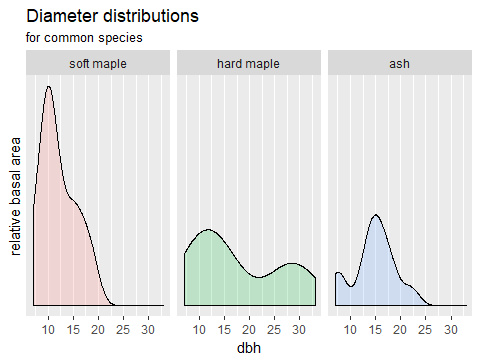 Diameter distributions
for common species
soft maple hard maple ash
relative basal area
10 15 20 25 30 10 15 20 25 30 10 15 20 25 30
dbh